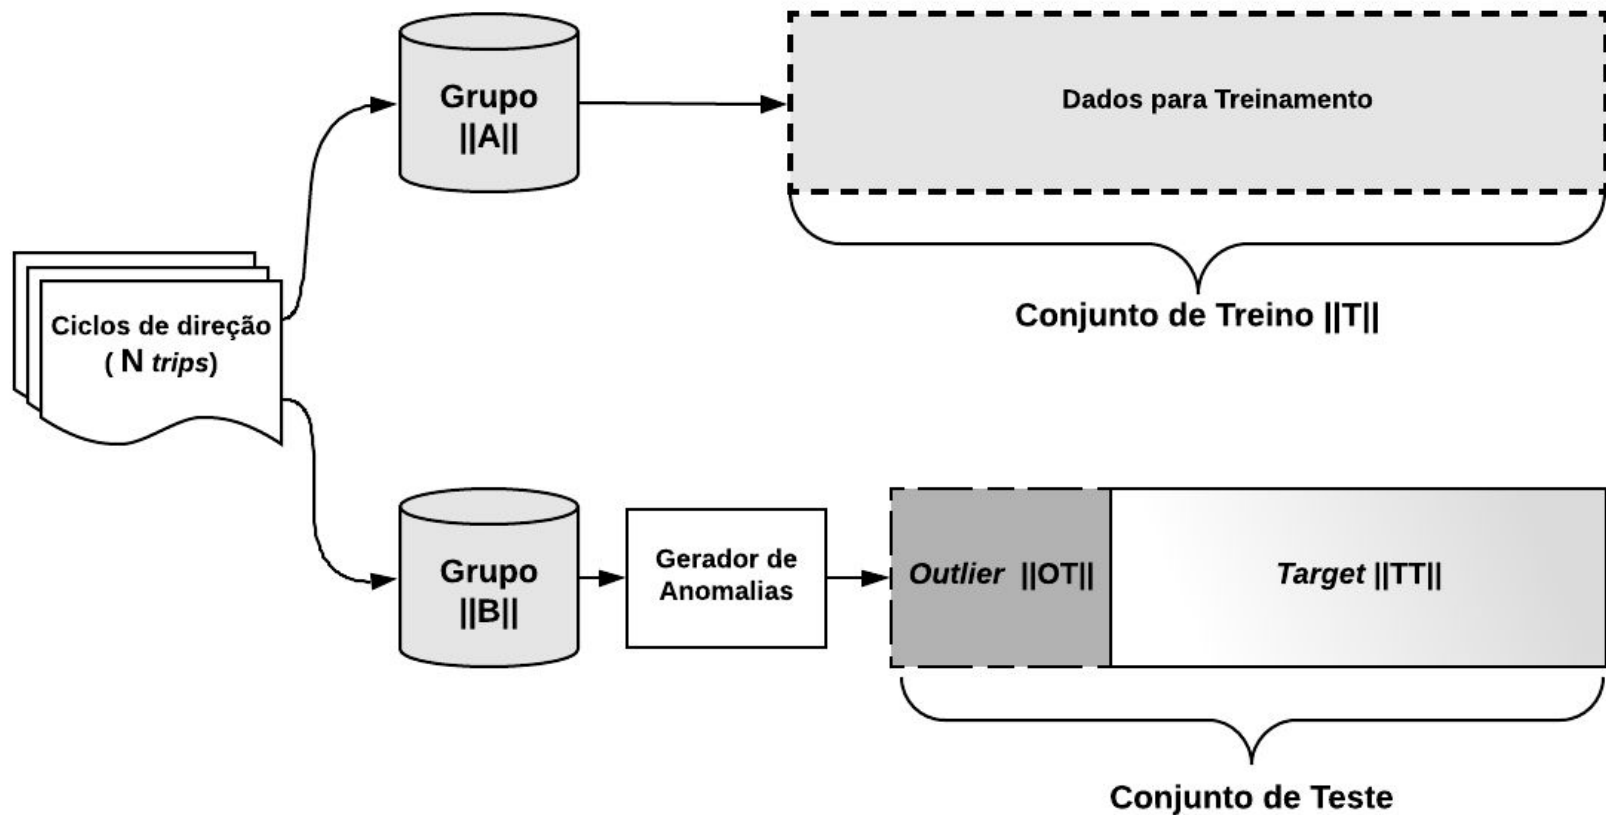 Grupo
||A||
Dados para Treinamento
Conjunto de Treino ||T||
Ciclos de direção
( N trips)
Grupo
||B||
Gerador de
Anomalias
Outlier ||OT||
Target ||TT||
Conjunto de Teste